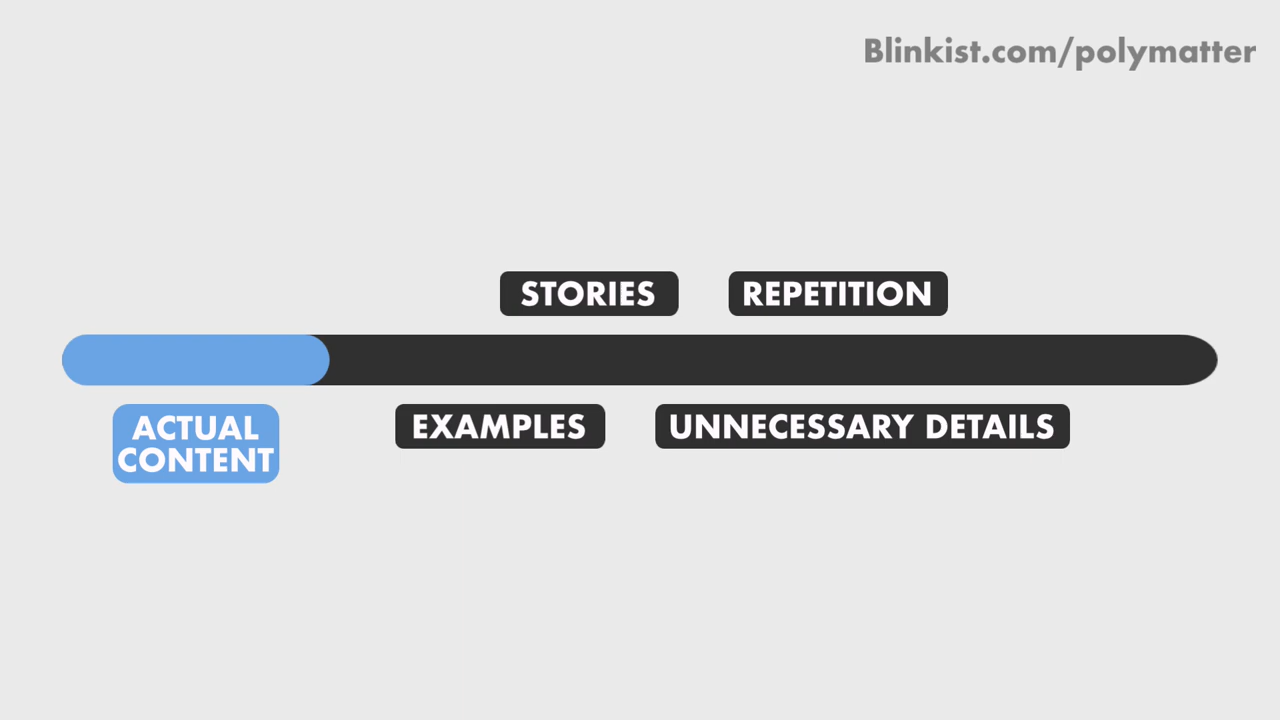 Blinkist.com/polymatter
STORIES
REPETITION
ACTUAL
CONTENT
EXAMPLES
UNNECESSARY DETAILS